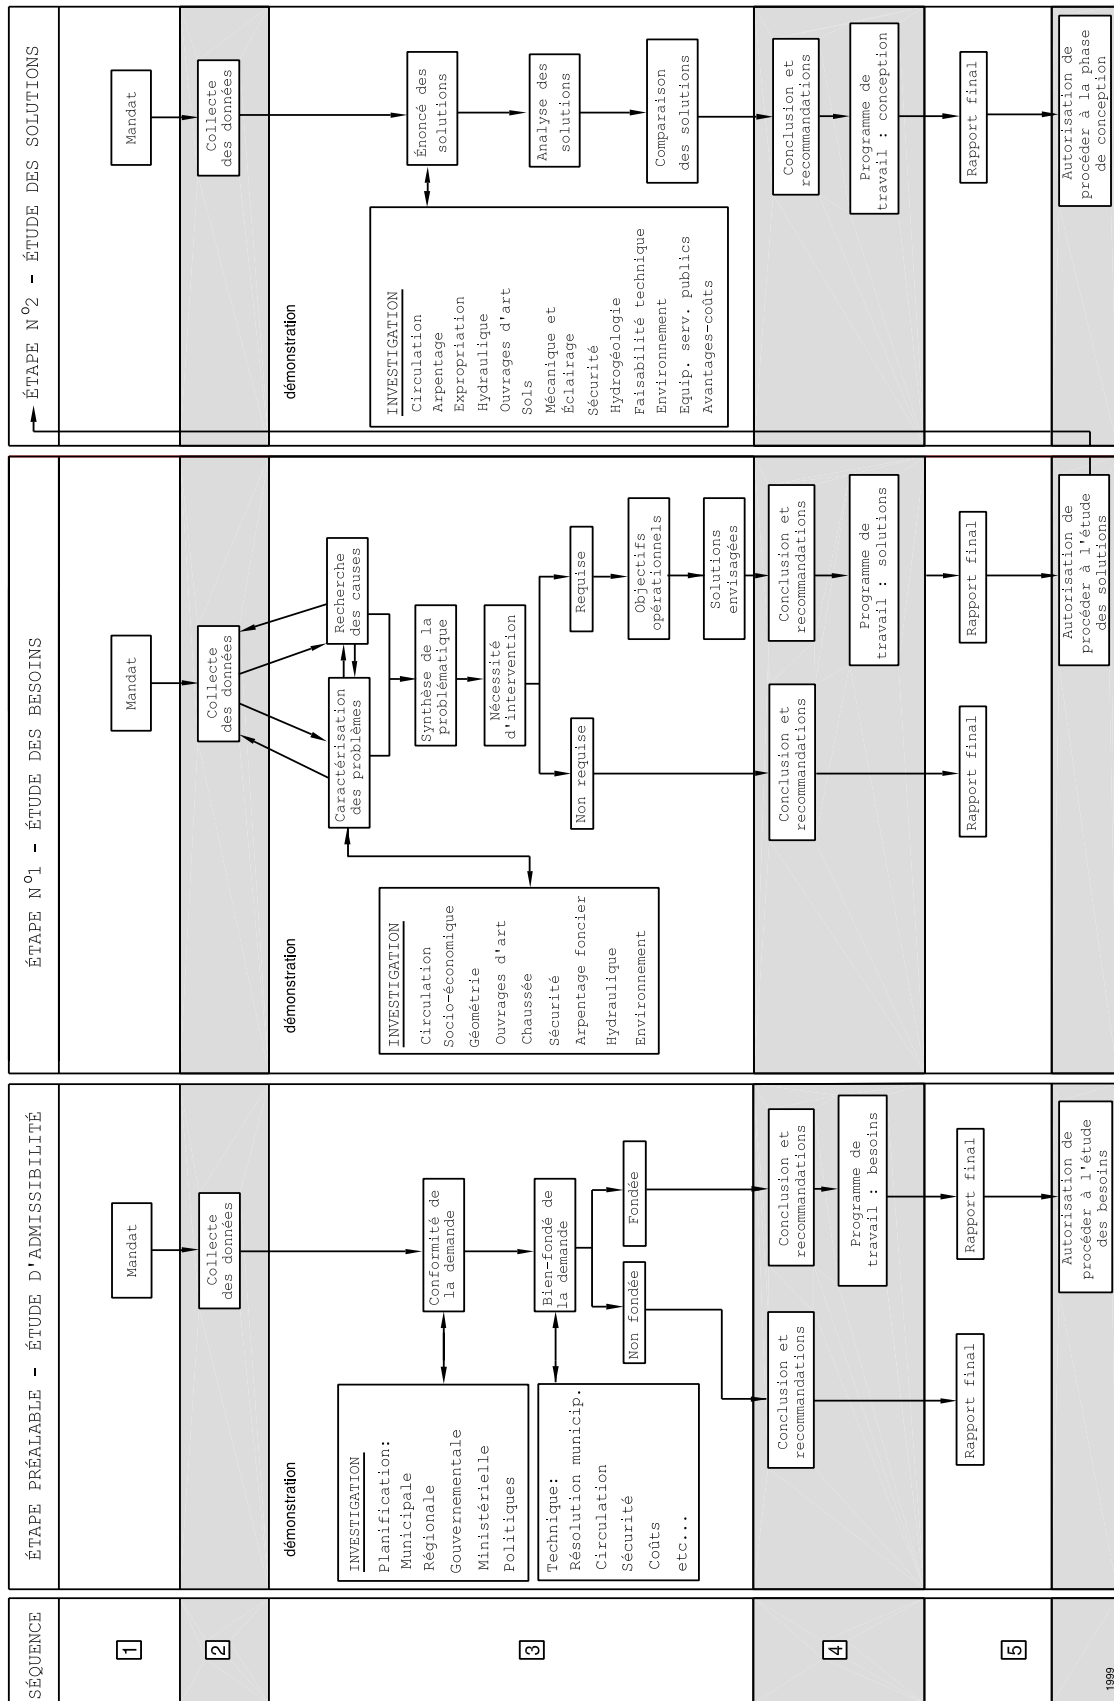 SÉQUENCE
1
2
3
4
5
1999
ÉTAPE PRÉALABLE - ÉTUDE D'ADMISSIBILITÉ
Mandat
Collecte
des données
démonstration
INVESTIGATION
Planification:
Municipale
Régionale
Gouvernementale
Ministérielle
Politiques
Conformité de
la demande
Technique:
Résolution municip.
Circulation
Sécurité
Coûts
etc...
Bien-fondé de
la demande
Non fondée
Fondée
Conclusion et
recommandations
Conclusion et
recommandations
Programme de
travail : besoins
Rapport final
Rapport final
Autorisation de
procéder à l'étude
des besoins
ÉTAPE N°1 - ÉTUDE DES BESOINS
Mandat
Collecte
des données
démonstration
Caractérisation
des problèmes
Recherche
des causes
INVESTIGATION
Circulation
Socio-économique
Géométrie
Ouvrages d'art
Chaussée
Sécurité
Arpentage foncier
Hydraulique
Environnement
Synthèse de la
problématique
Nécessité
d'intervention
Non requise
Requise
Objectifs
opérationnels
Solutions
envisagées
Conclusion et
recommandations
Conclusion et
recommandations
Programme de
travail : solutions
Rapport final
Rapport final
Autorisation de
procéder à l'étude
des solutions
ÉTAPE N°2 - ÉTUDE DES SOLUTIONS
Mandat
Collecte
des données
démonstration
INVESTIGATION
Circulation
Arpentage
Expropriation
Hydraulique
Ouvrages d'art
Sols
Mécanique et
Éclairage
Sécurité
Hydrogéologie
Faisabilité technique
Environnement
Equip. serv. publics
Avantages-coûts
Énoncé des
solutions
Analyse des
solutions
Comparaison
des solutions
Conclusion et
recommandations
Programme de
travail : conception
Rapport final
Autorisation de
procéder à la phase
de conception